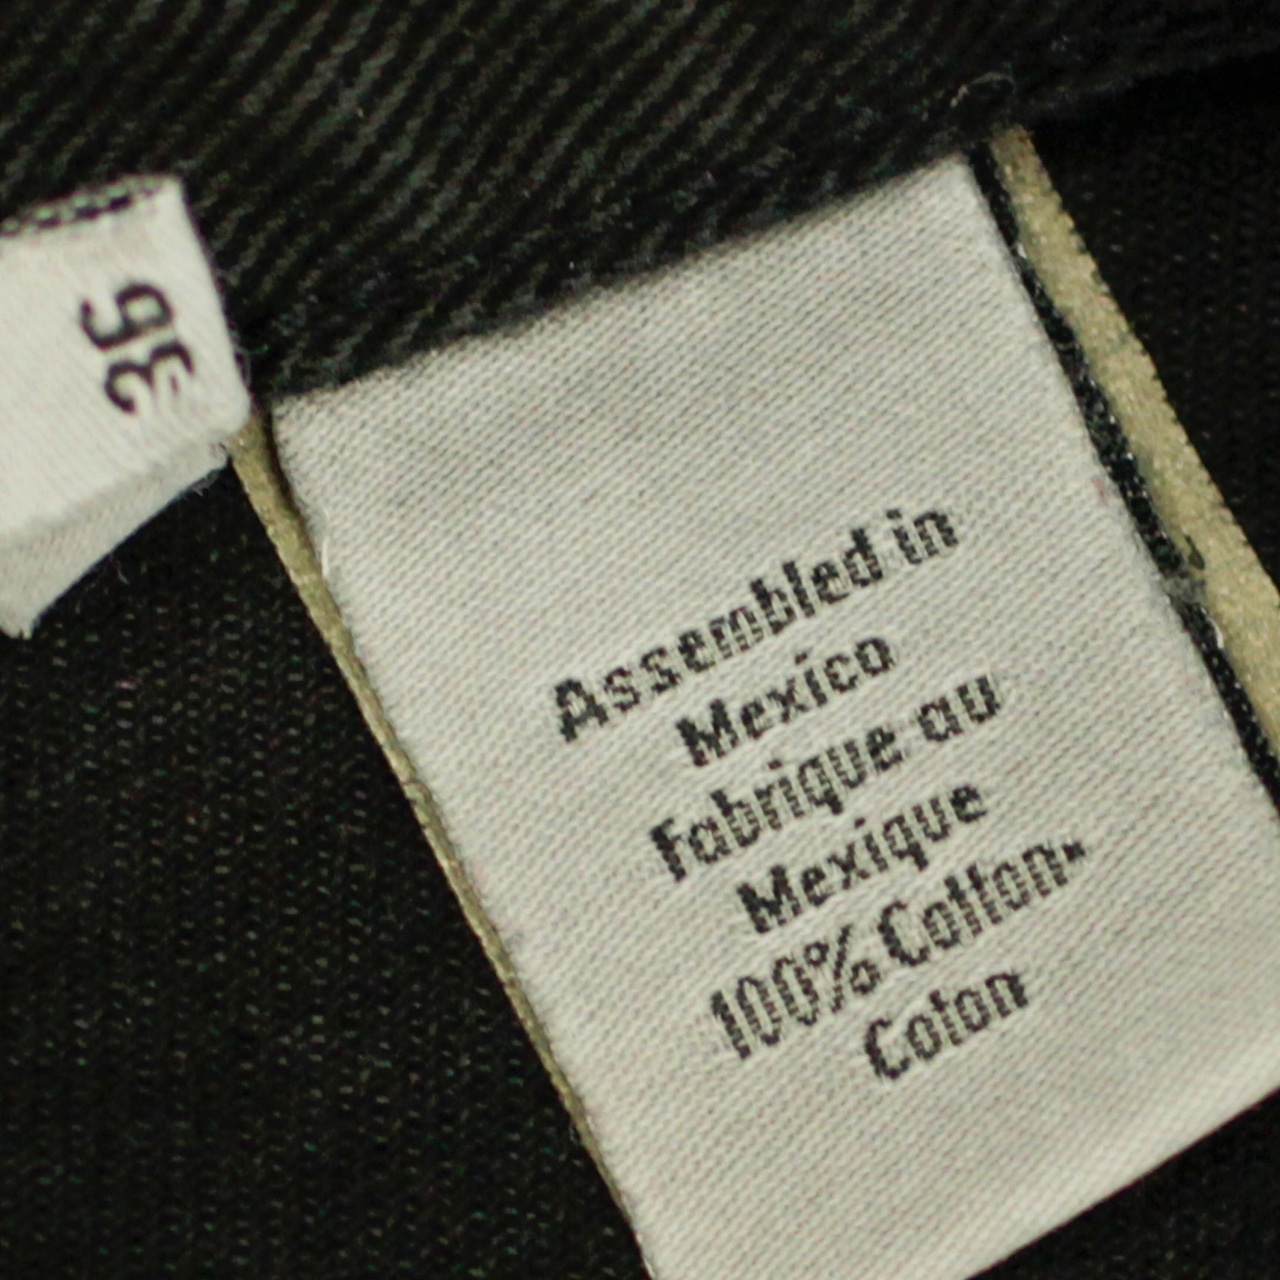 36
Assembled in
Mexico
Fabrique au
Mexique
100% Cotton-
Coton